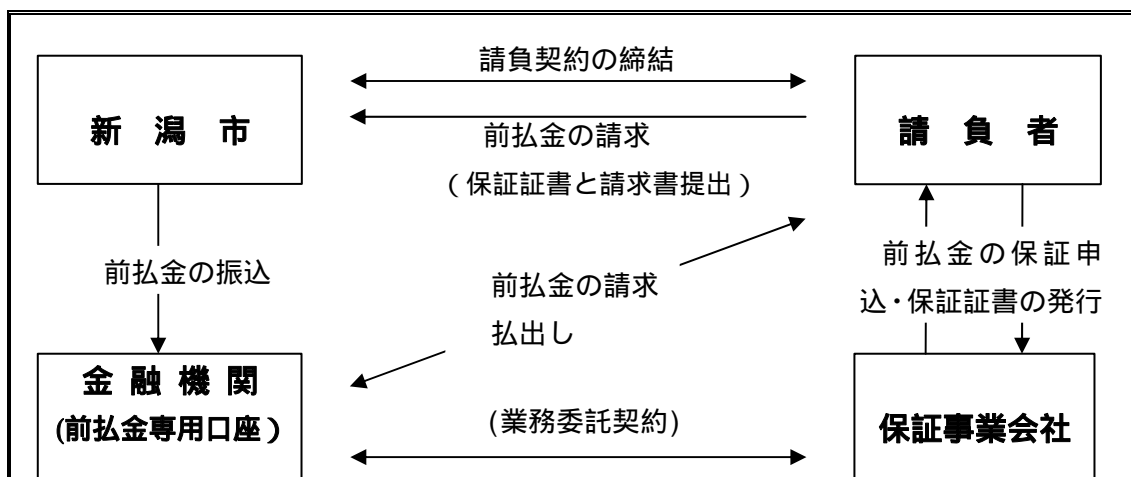 請負契約の締結
新潟市
請負者
前払金の請求
(保証証書と請求書提出)
前払金の振込
前払金の請求
払出し
前払金の保証申
込・保証証書の発行
金融機関
(前払金専用口座)
(業務委託契約)
保証事業会社